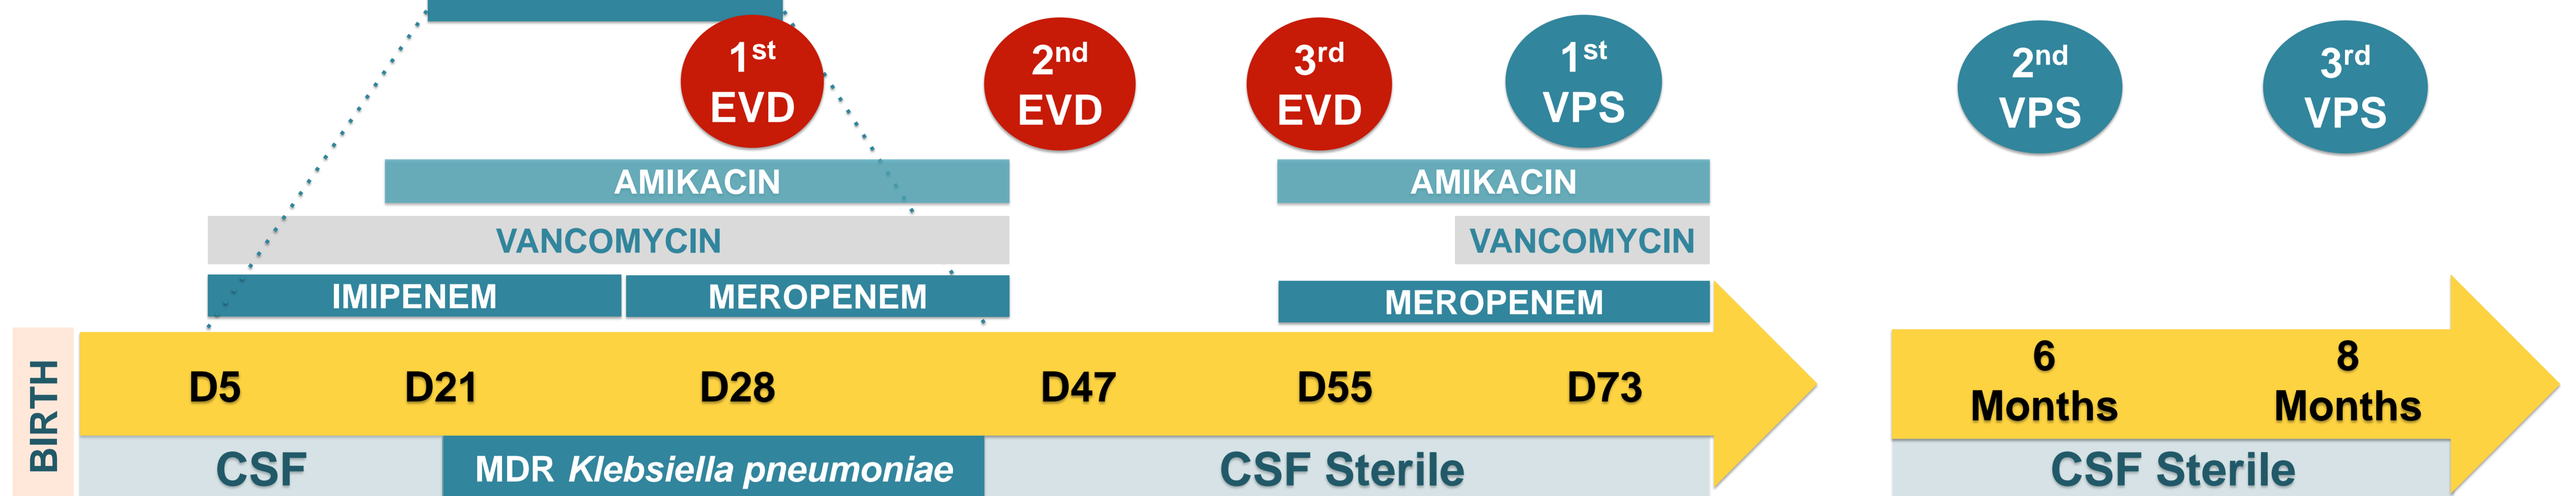 1st EVD
2nd EVD
3rd EVD
1st VPS
2nd VPS
3rd VPS
AMIKACIN
AMIKACIN
VANCOMYCIN
VANCOMYCIN
IMIPENEM
MEROPENEM
MEROPENEM
BIRTH
D5
D21
D28
D47
D55
D73
6 Months
8 Months
CSF
MDR Klebsiella pneumoniae
CSF Sterile
CSF Sterile